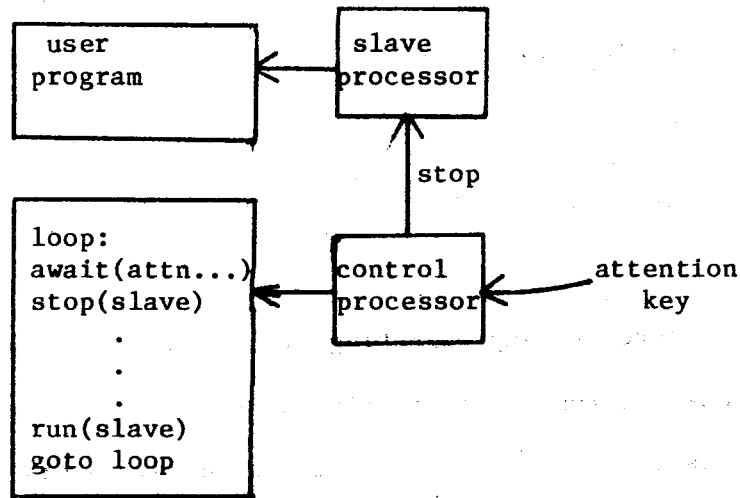 user
program
slave
processor
stop
loop:
await(attn...)
stop(slave)
.
.
.
run(slave)
goto loop
control
processor
attention
key